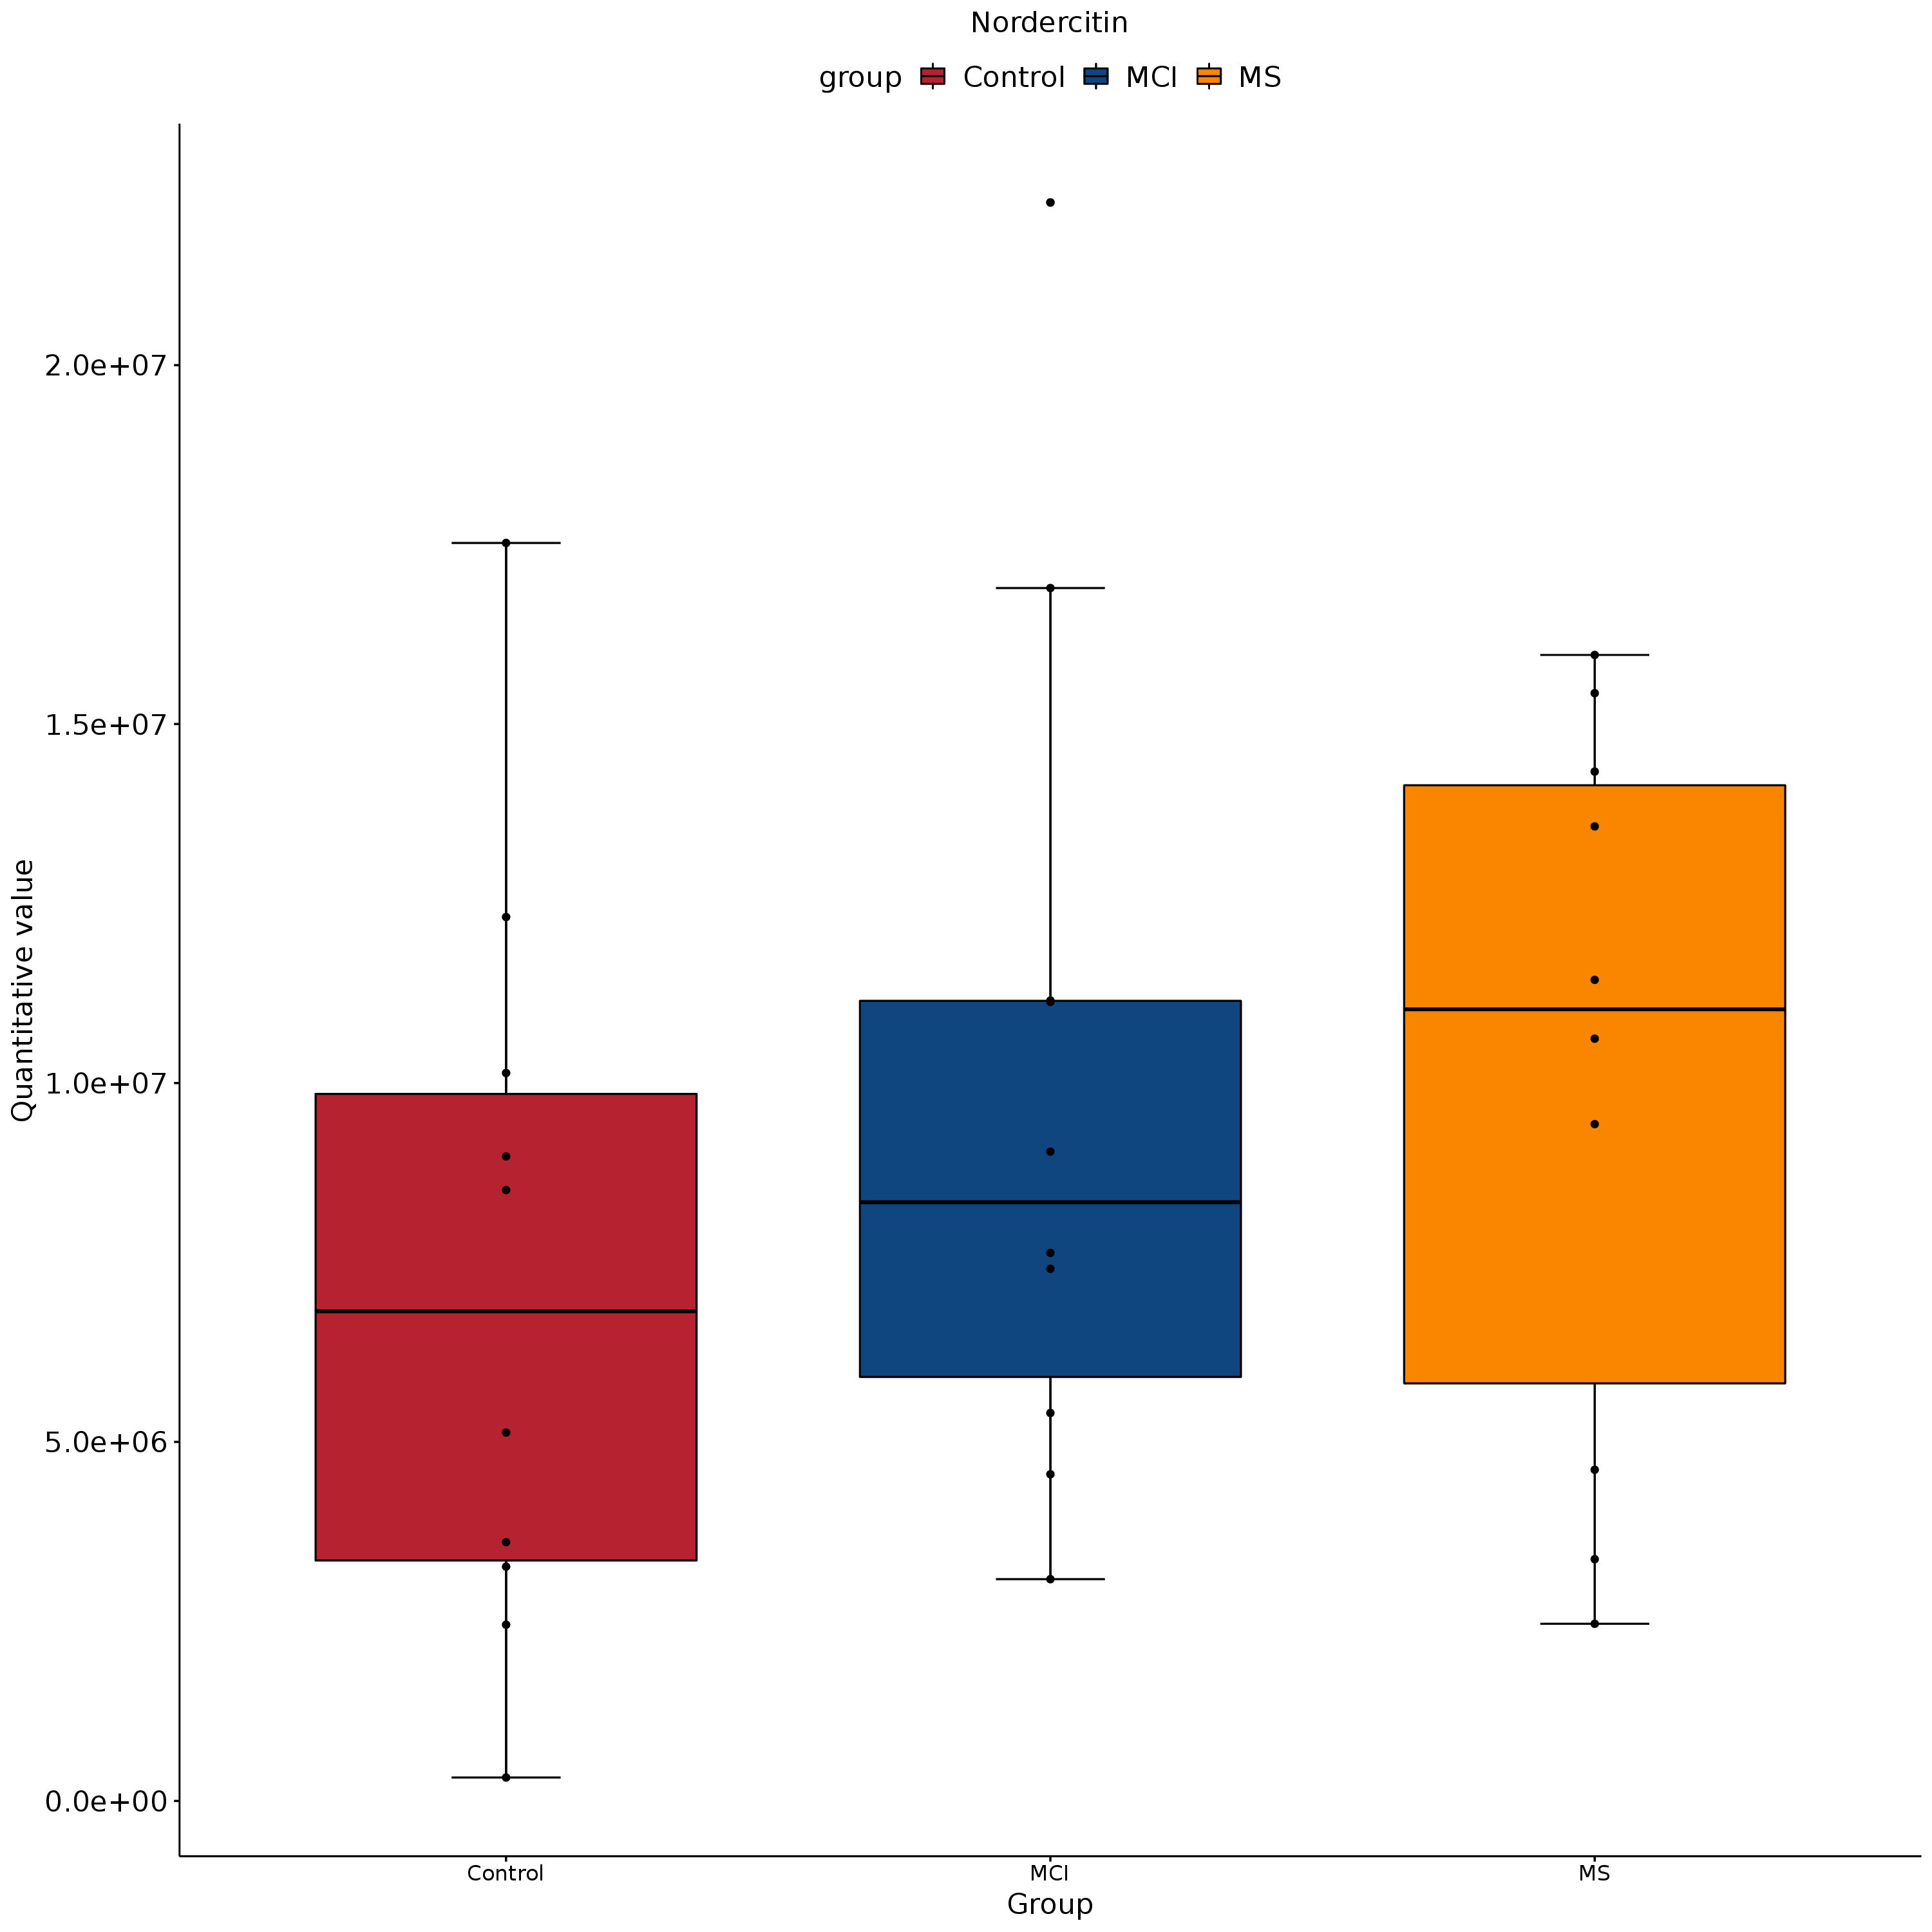 Nordercitin
group Control MCI MS
Quantitative value
2.0e+07
1.5e+07
1.0e+07
5.0e+06
0.0e+00
Control MCI MS
Group